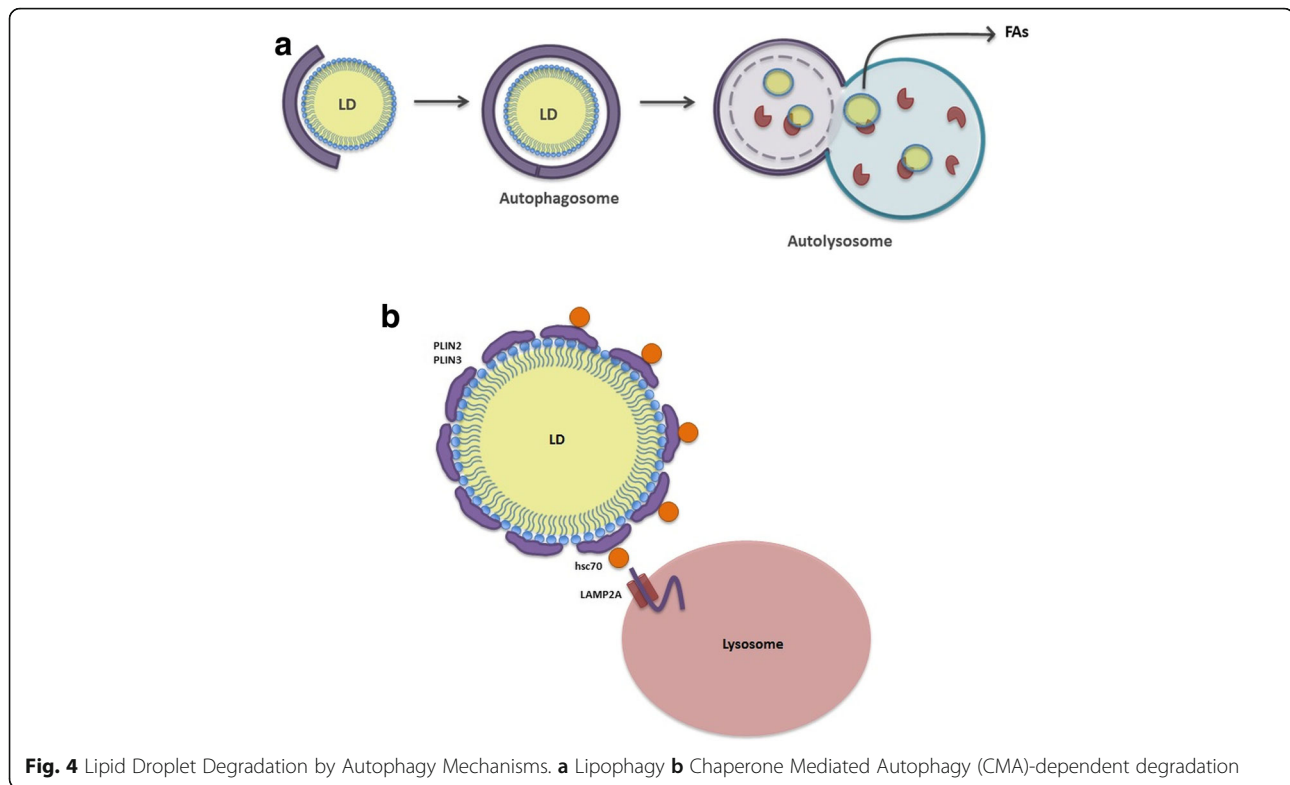 a
FAs
LD
LD
Autophagosome
Autolysosome
b
PLIN2
PLIN3
LD
hsc70
LAMP2A
Lysosome
Fig. 4 Lipid Droplet Degradation by Autophagy Mechanisms. a Lipophagy b Chaperone Mediated Autophagy (CMA)-dependent degradation